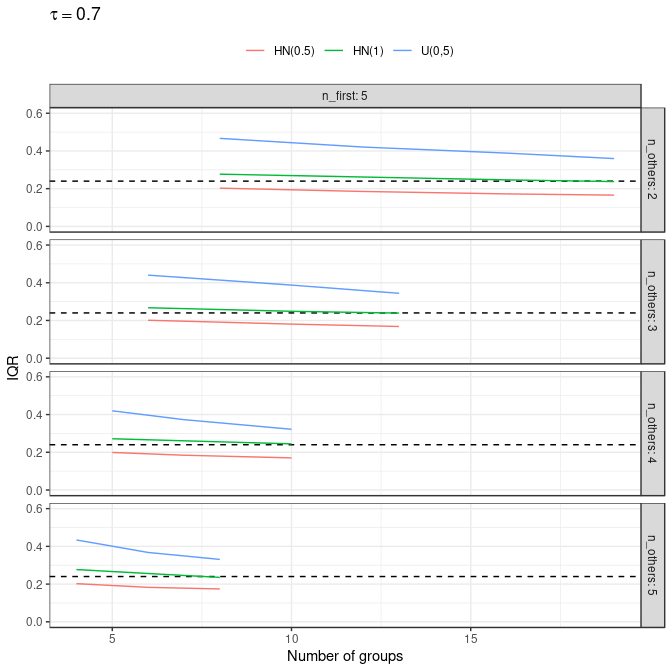 τ = 0.7
HN(0.5) HN(1) U(0,5)
n_first: 5
0.6
0.4
0.2
0.0
n_others: 2
0.6
0.4
0.2
0.0
n_others: 3
0.6
0.4
0.2
0.0
n_others: 4
0.6
0.4
0.2
0.0
n_others: 5
IQR
5 10 15
Number of groups